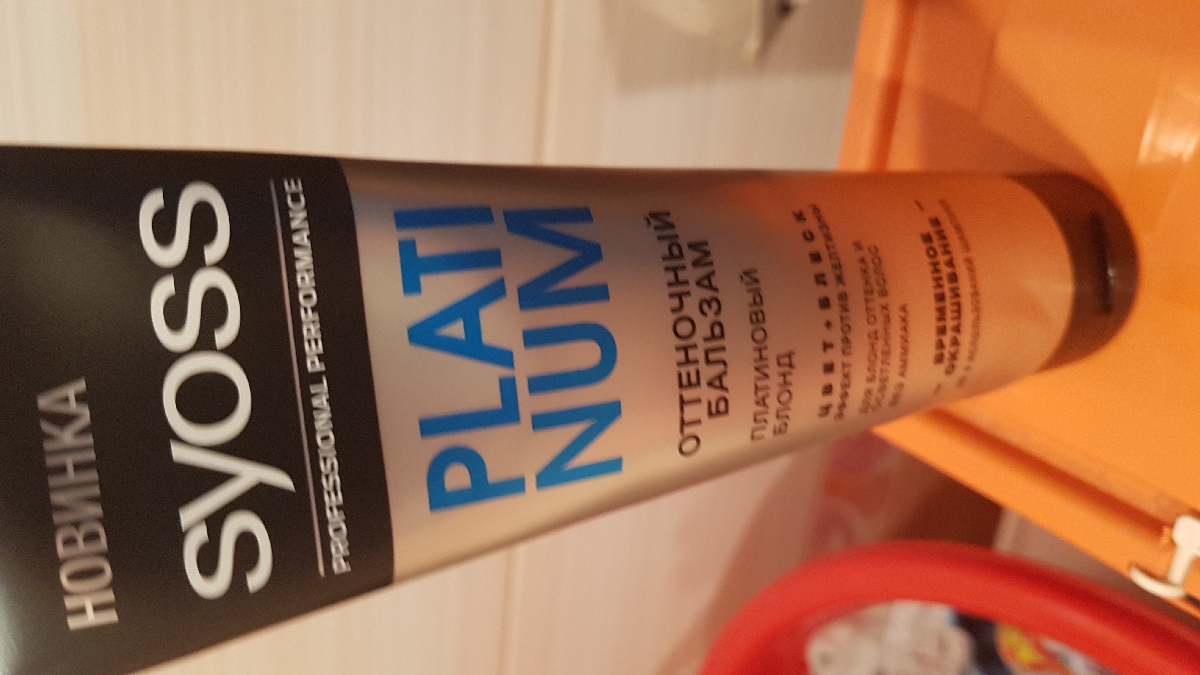 НОВИНКА
syoss
PROFESSIONAL PERFORMANCE
PLATI
NUM
ОТТЕНОЧНЫЙ
БАЛЬЗАМ
ПЛАТИНОВЫЙ
БЛОНД
ЦВЕТ+БЛЕСК
ЭФФЕКТ ПРОТИВ ЖЕЛТИЗНЫ
ДЛЯ БЛОНД ОТТЕНКА И
ОСВЕТЛЕННЫХ ВОЛОС
БЕЗ АММИАКА
– ВРЕМЕННОЕ –
ОКРАШИВАНИЕ